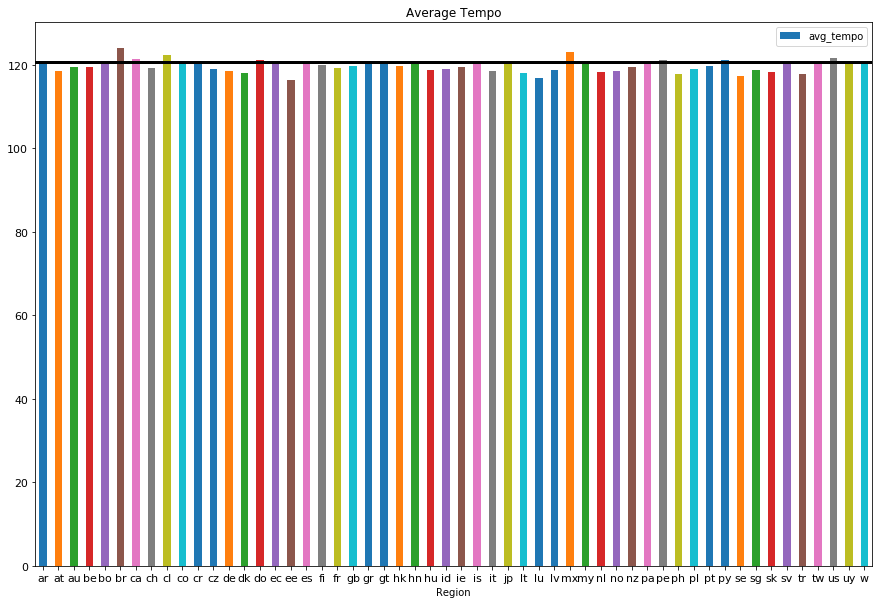 Average Tempo
avg_tempo
120
100
80
60
40
20
0
ar at au be bo br ca ch cl co cr cz de dk do ec ee es fi fr gb gr gt hk hn hu id ie is it jp lt lu lv mx my nl no nz pa pe ph pl pt py se sg sk sv tr tw us uy w
Region